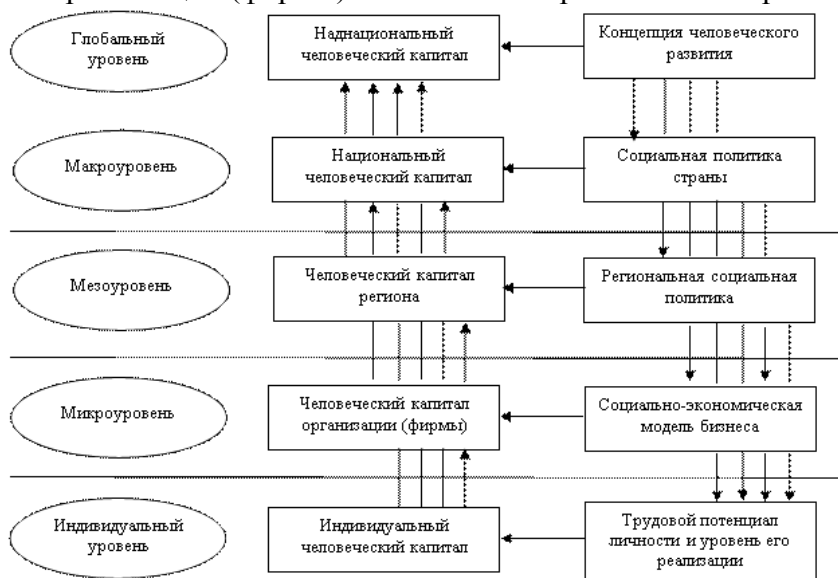 (фирмы)
Глобальный
уровень
Наднациональный
человеческий капитал
Концепция человеческого
развития
Макроуровень
Национальный
человеческий капитал
Социальная политика
страны
Мезоуровень
Человеческий капитал
региона
Региональная социальная
политика
Микроуровень
Человеческий капитал
организации (фирмы)
Социально-экономическая
модель бизнеса
Индивидуальный
уровень
Индивидуальный
человеческий капитал
Трудовой потенциал
личности и уровень его
реализации